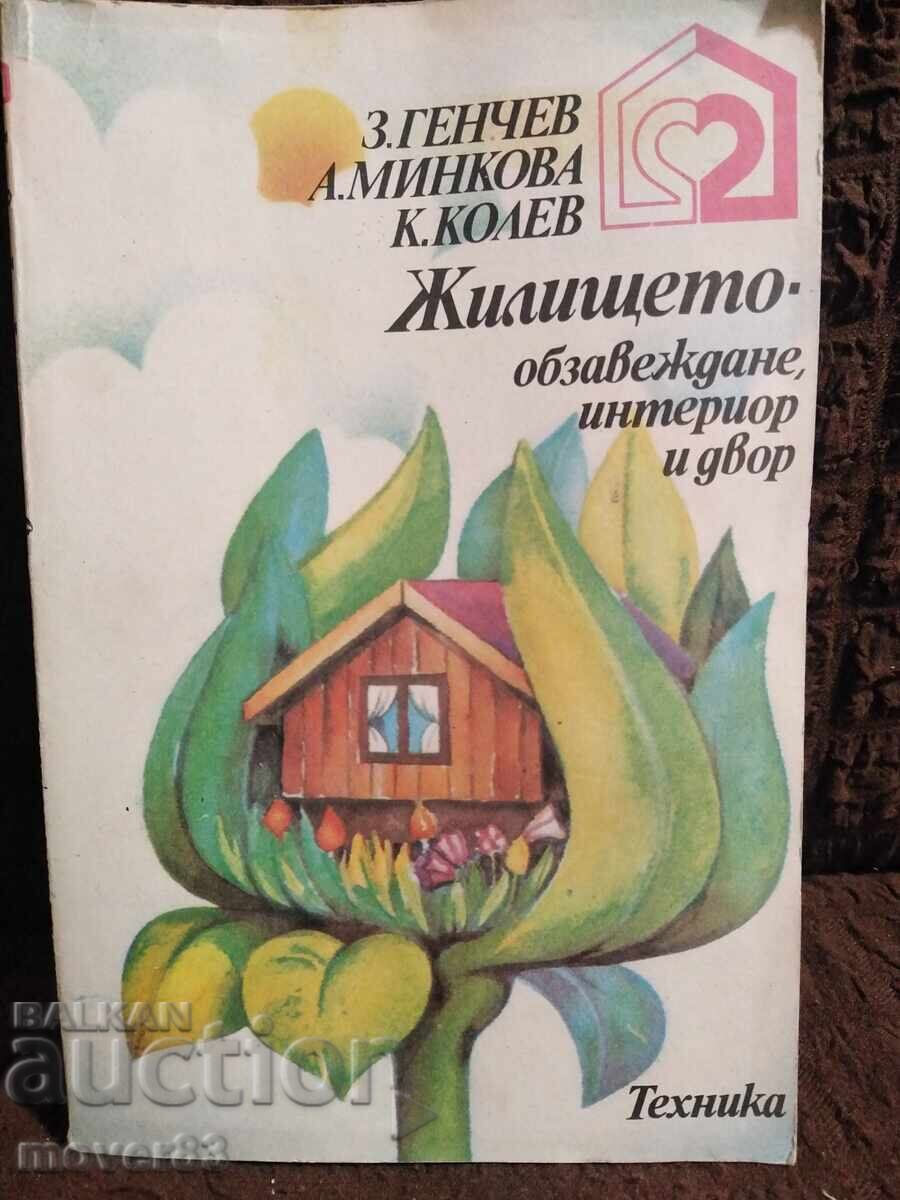 З.ГЕНЧЕВ
А.МИНКОВА
К.КОЛЕВ
Жилището-
обзавеждане,
интериор
и двор
BALKAN
auction
mover83
Техника